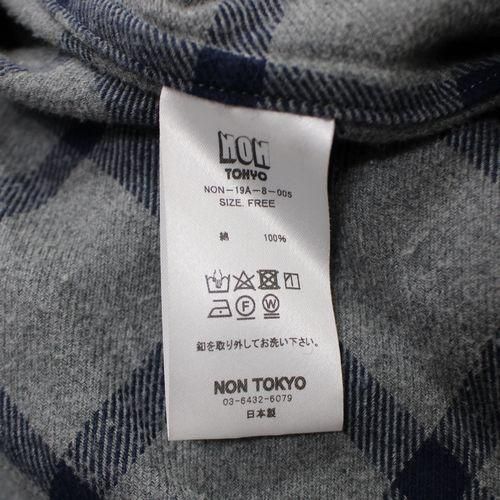 NON
TOKYO
NON-19A-8-005
SIZE. FREE
綿 100%
F W
釦を取り外してお洗い下さい。
NON TOKYO
03-6432-6079
日本製